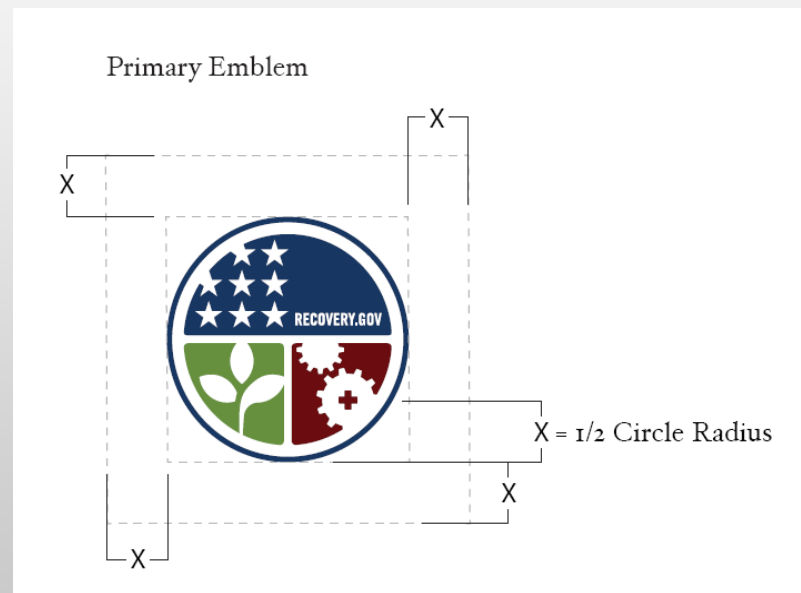 Primary Emblem
X
X
RECOVERY.GOV
X = 1/2 Circle Radius
X
X